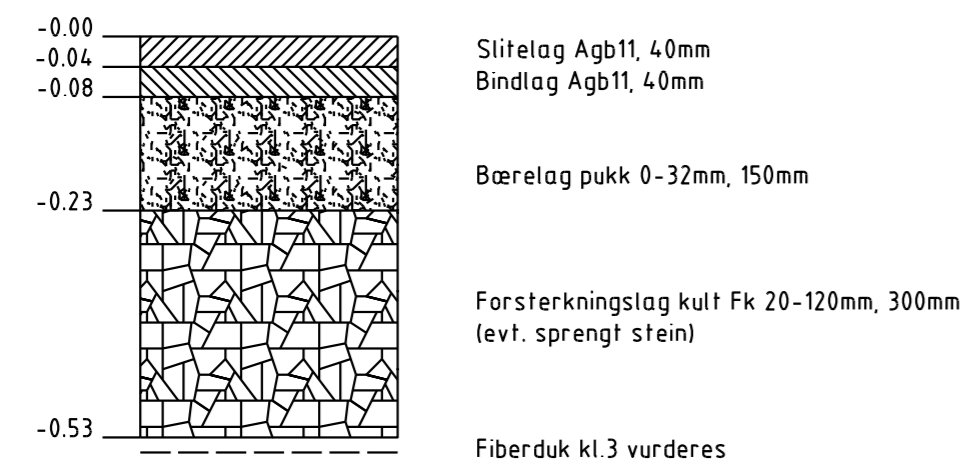 -0.00
-0.04
-0.08
-0.23
-0.53
Slitelag Agb11, 40mm
Bindlag Agb11, 40mm
Bærelag pukk 0-32mm, 150mm
Forsterkningslag kult Fk 20-120mm, 300mm
(evt. sprengt stein)
Fiberduk kl.3 vurderes